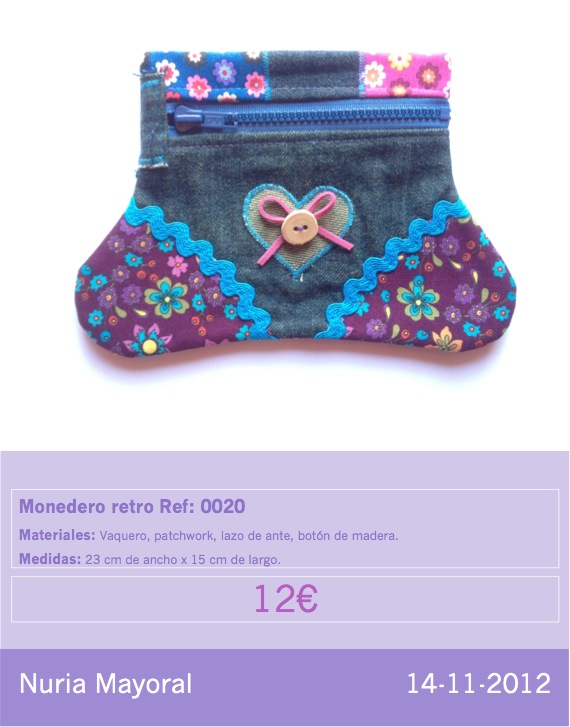 Monedero retro Ref: 0020
Materiales: Vaquero, patchwork, lazo de ante, botón de madera.
Medidas: 23 cm de ancho x 15 cm de largo.
12€
Nuria Mayoral 14-11-2012